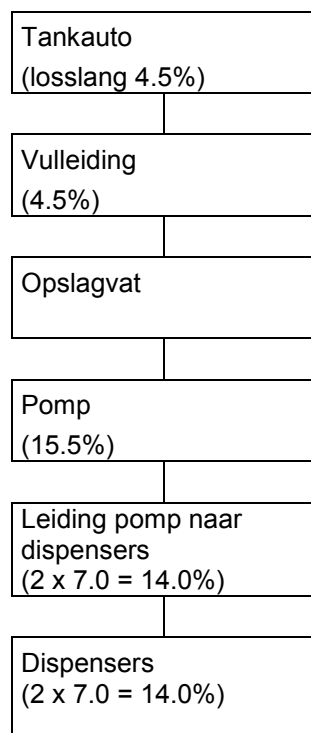 Tankauto
(losslang 4.5%)
Vulleiding
(4.5%)
Opslagvat
Pomp
(15.5%)
Leiding pomp naar
dispensers
(2 x 7.0 = 14.0%)
Dispensers
(2 x 7.0 = 14.0%)